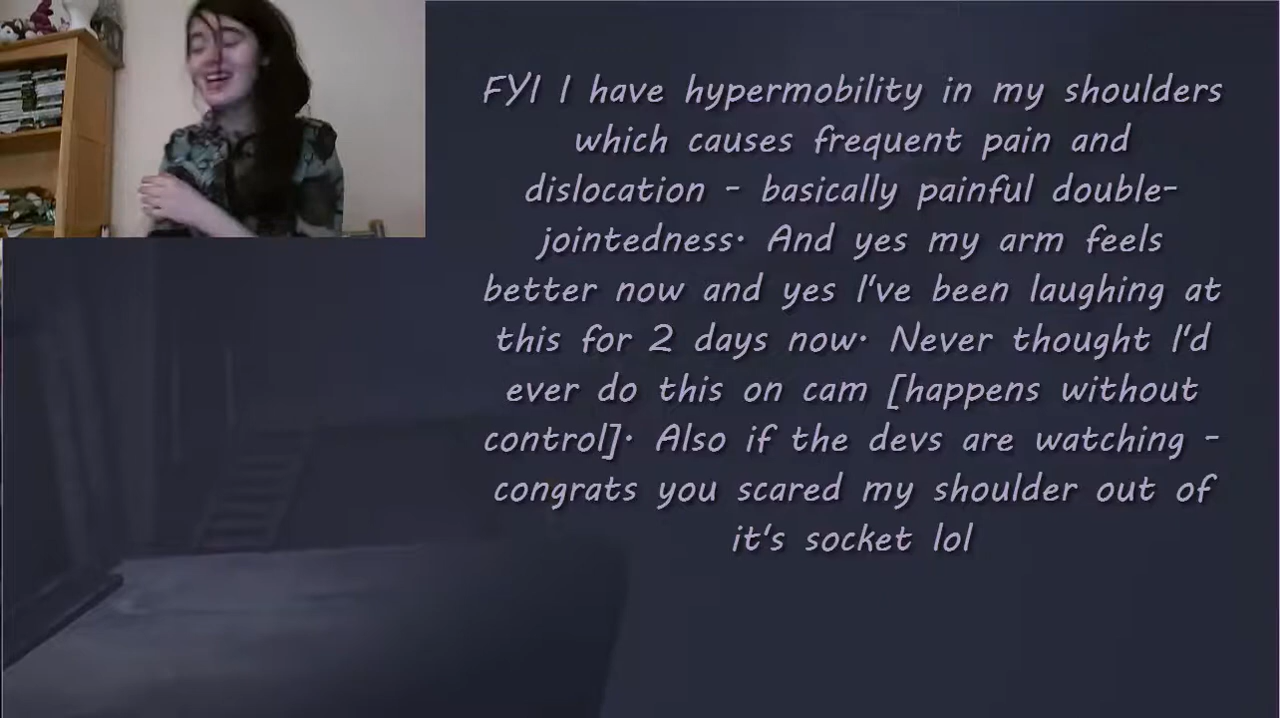 FYI I have hypermobility in my shoulders
which causes frequent pain and
dislocation - basically painful double-
jointedness. And yes my arm feels
better now and yes I've been laughing at
this for 2 days now. Never thought I'd
ever do this on cam [happens without
control]. Also if the devs are watching -
congrats you scared my shoulder out of
it's socket lol